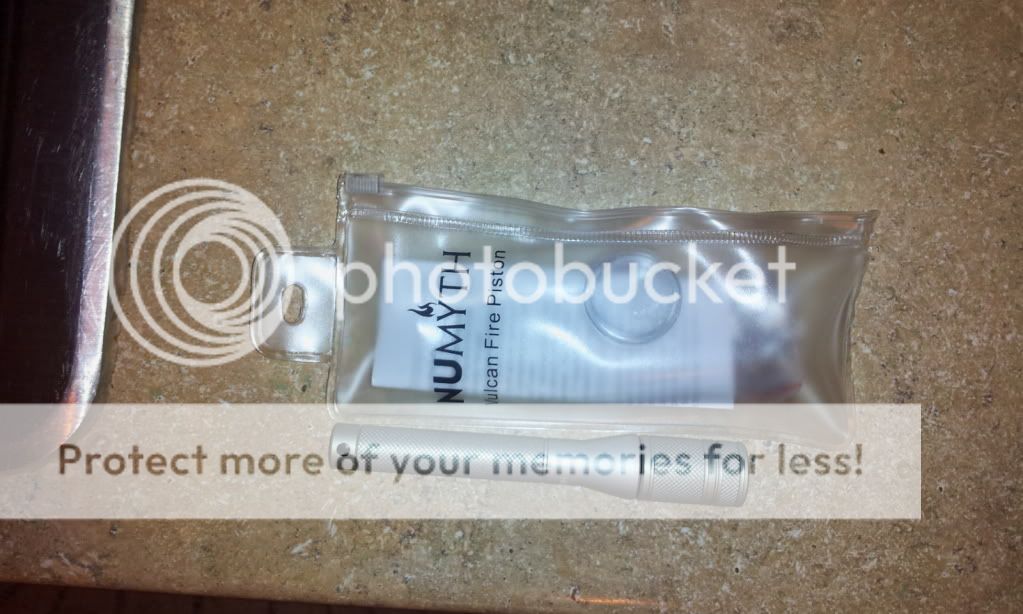 NUMYTH
Vulcan Fire Piston
photobucket
Protect more of your memories for less!